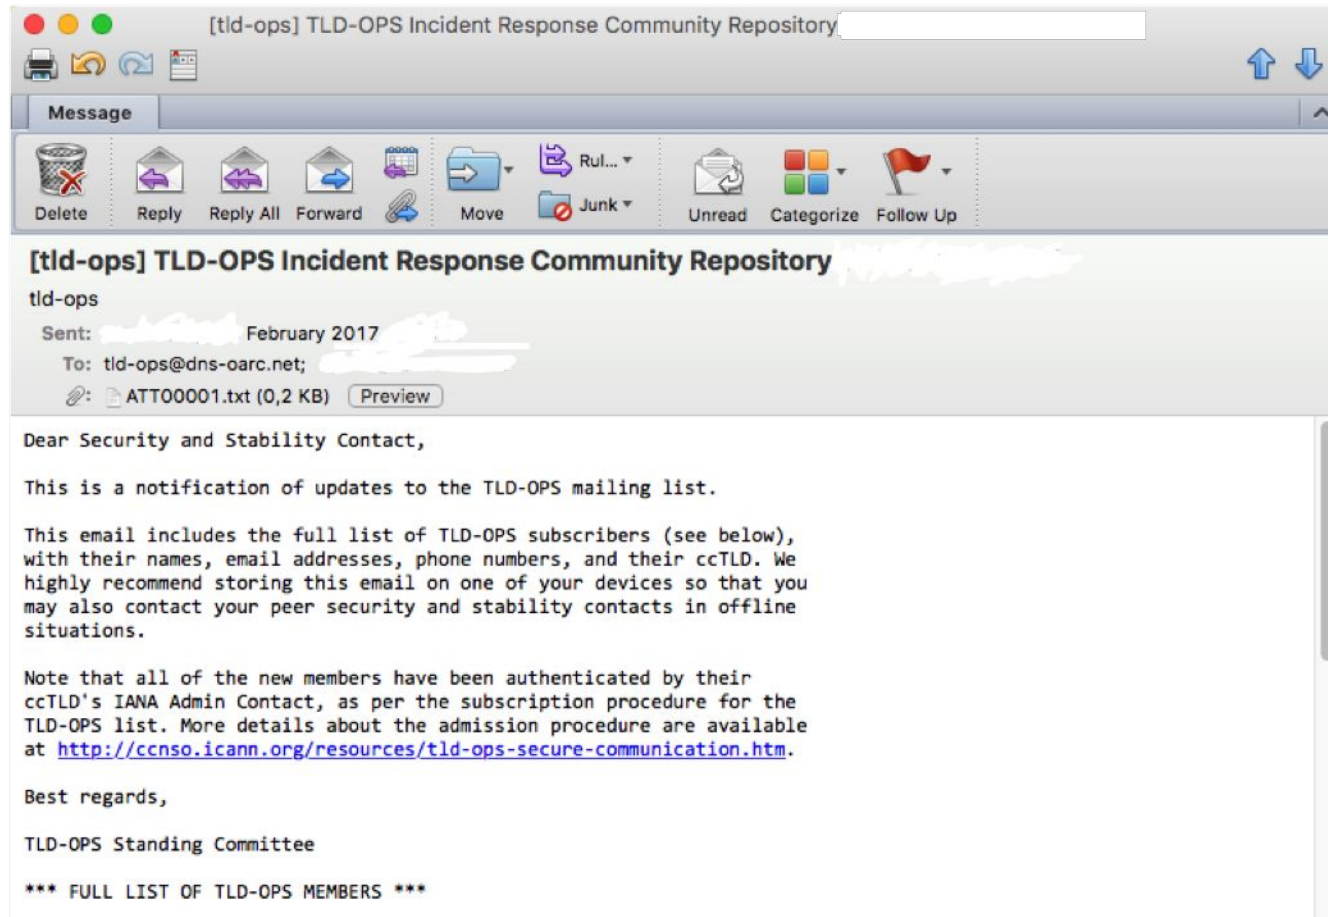 [tld-ops] TLD-OPS Incident Response Community Repository
Message
Delete
Reply
Reply All
Forward
Move
Rul...
Junk
Unread
Categorize
Follow Up
[tld-ops] TLD-OPS Incident Response Community Repository
tld-ops
Sent: February 2017
To: tld-ops@dns-oarc.net;
ATT00001.txt (0,2 KB) Preview
Dear Security and Stability Contact,
This is a notification of updates to the TLD-OPS mailing list.
This email includes the full list of TLD-OPS subscribers (see below),
with their names, email addresses, phone numbers, and their ccTLD. We
highly recommend storing this email on one of your devices so that you
may also contact your peer security and stability contacts in offline
situations.
Note that all of the new members have been authenticated by their
ccTLD's IANA Admin Contact, as per the subscription procedure for the
TLD-OPS list. More details about the admission procedure are available
at http://ccnso.icann.org/resources/tld-ops-secure-communication.htm.
Best regards,
TLD-OPS Standing Committee
*** FULL LIST OF TLD-OPS MEMBERS ***